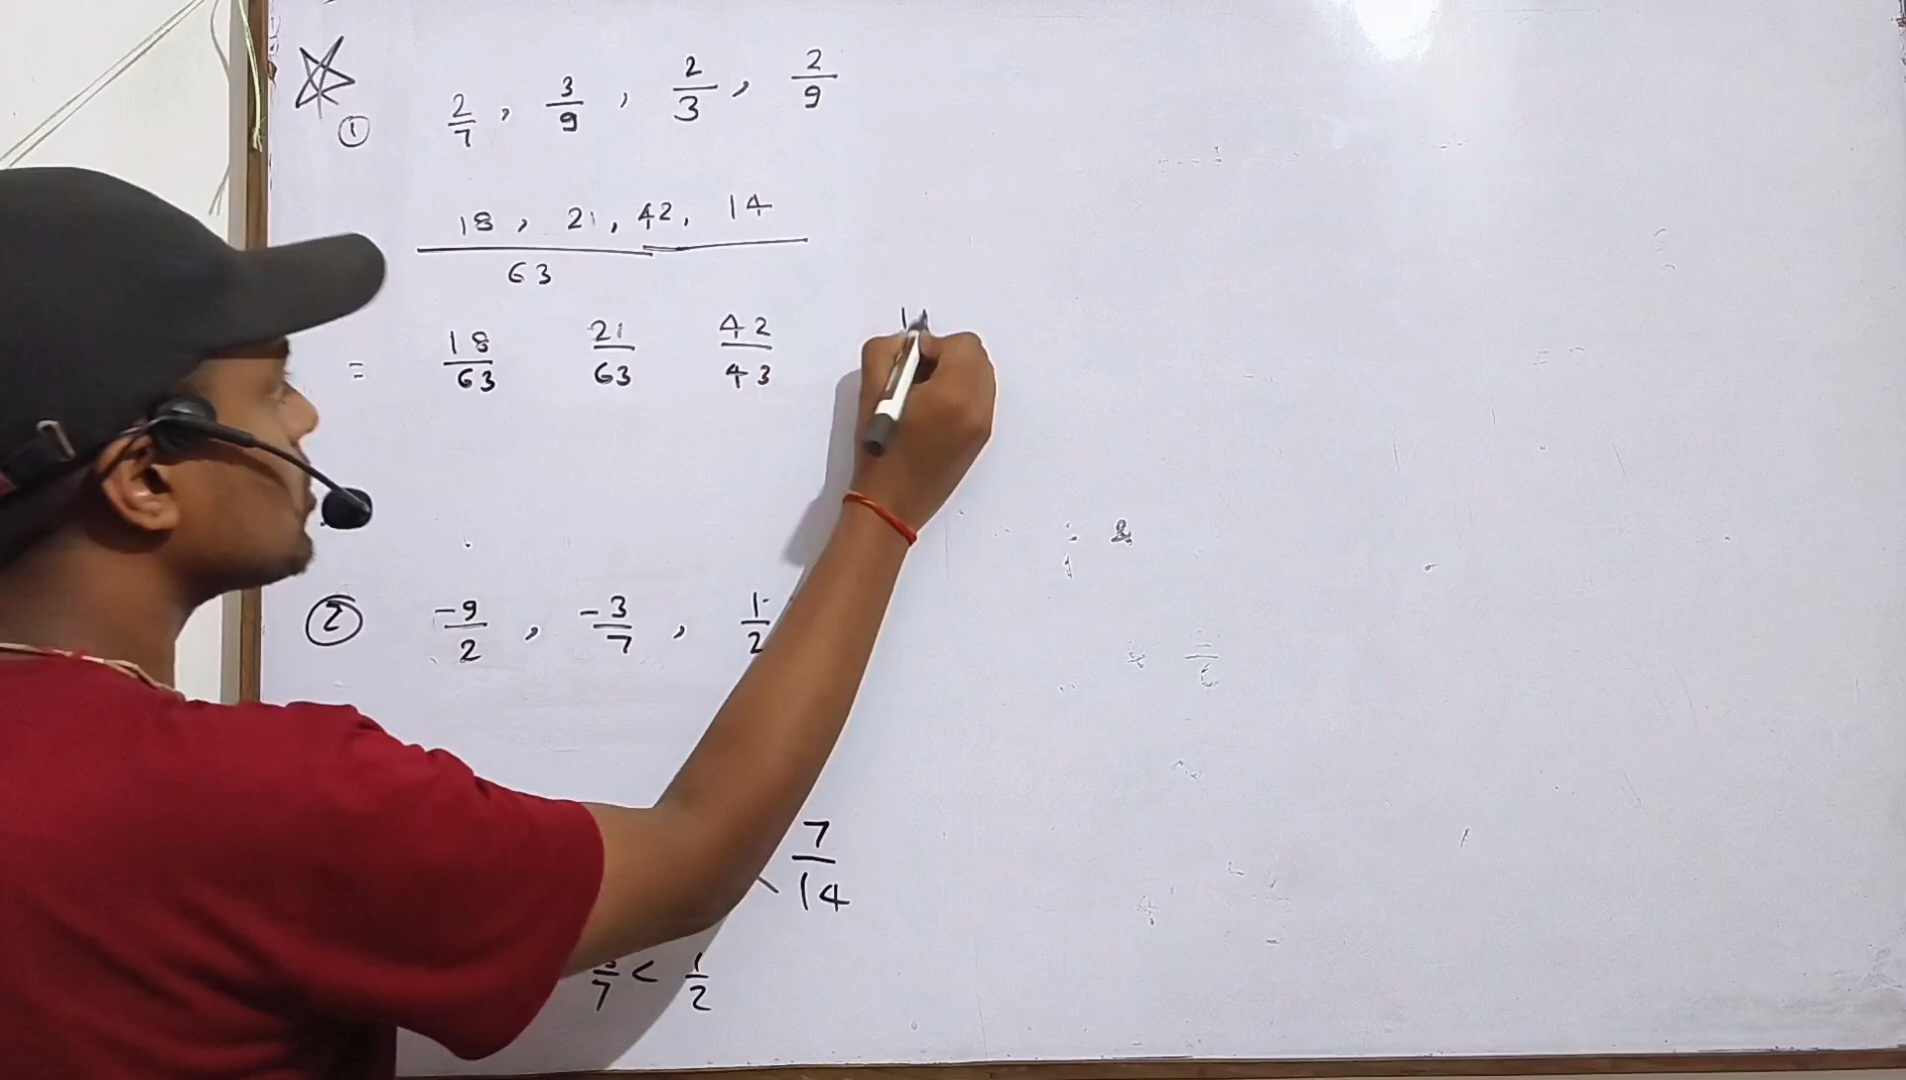 ① 2/7 , 3/9 , 2/3 , 2/9
18 , 21 , 42, 14
63
= 18/63 21/63 42/43
② -9/2 , -3/7 , 1/2
7/14
/7 < 1/2